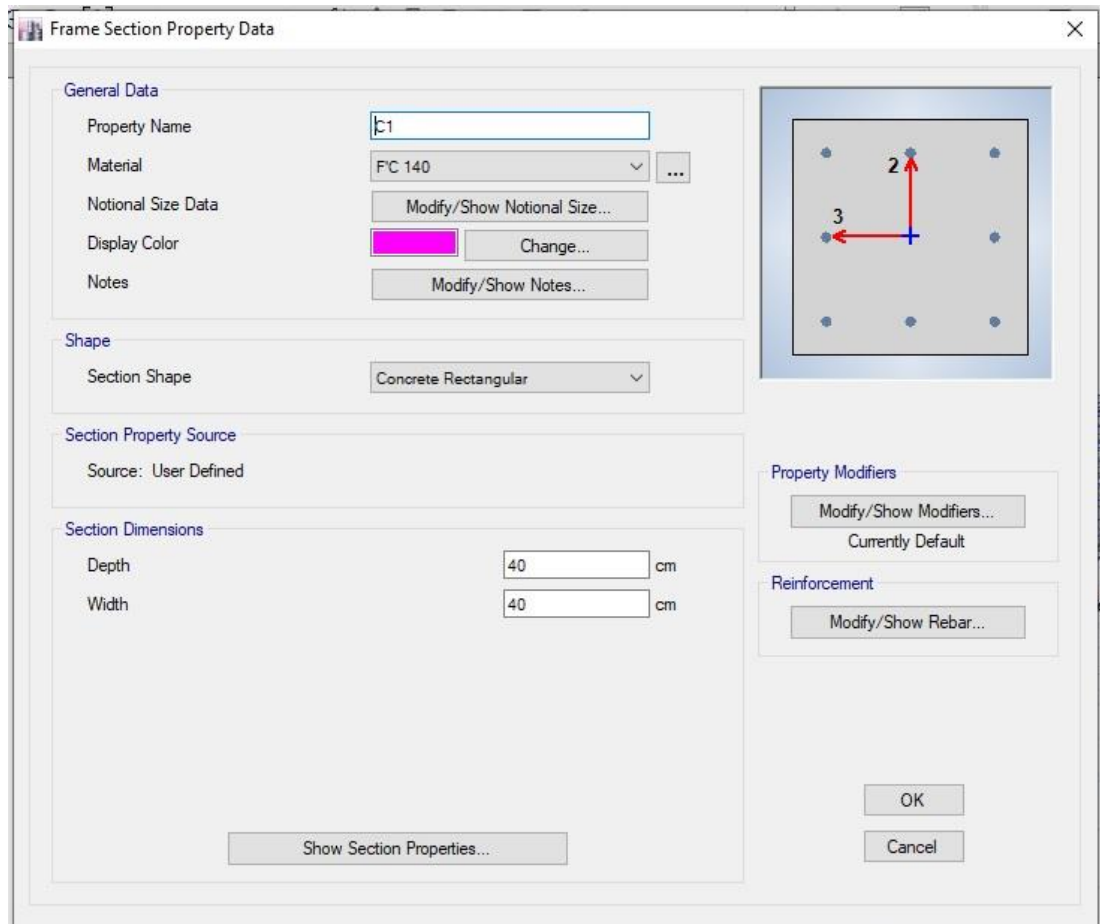 Frame Section Property Data
General Data
Property Name C1
Material F'C 140 ...
Notional Size Data Modify/Show Notional Size...
Display Color Change...
Notes Modify/Show Notes...
2
3
Shape
Section Shape Concrete Rectangular
Section Property Source
Source: User Defined
Property Modifiers
Modify/Show Modifiers...
Currently Default
Section Dimensions
Depth 40 cm
Width 40 cm
Reinforcement
Modify/Show Rebar...
Show Section Properties...
OK
Cancel